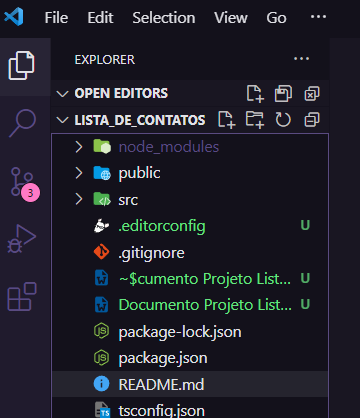 File Edit Selection View Go ...
EXPLORER ...
OPEN EDITORS
LISTA_DE_CONTATOS
node_modules
public
src
.editorconfig U
.gitignore
~$cumento Projeto List... U
Documento Projeto List... U
package-lock.json
package.json
README.md
tsconfig.json
3